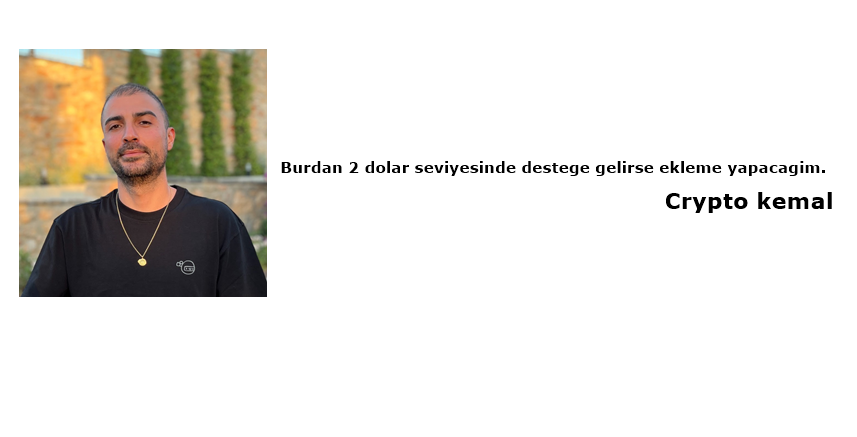 Burdan 2 dolar seviyesinde destege gelirse ekleme yapacagim.
Crypto kemal